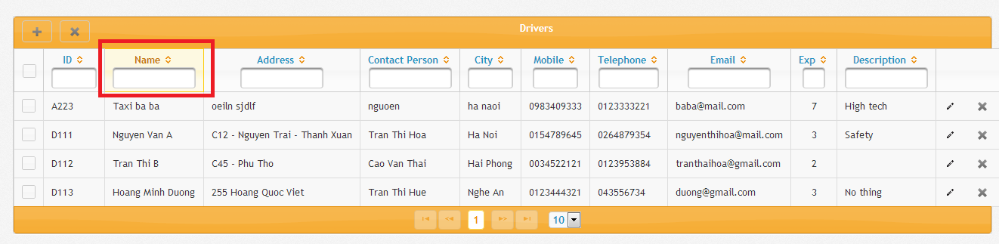 Drivers
ID Name Address Contact Person City Mobile Telephone Email Exp Description
A223 Taxi ba ba oeiln sjdlf nguoen ha naoi 0983409333 0123333221 baba@mail.com 7 High tech
D111 Nguyen Van A C12 - Nguyen Trai - Thanh Xuan Tran Thi Hoa Ha Noi 0154789645 0264879354 nguyenthihoa@mail.com 3 Safety
D112 Tran Thi B C45 - Phu Tho Cao Van Thai Hai Phong 0034522121 0123953884 tranthaihoa@gmail.com 2
D113 Hoang Minh Duong 255 Hoang Quoc Viet Tran Thi Hue Nghe An 0123444321 043556734 duong@gmail.com 3 No thing
1 10